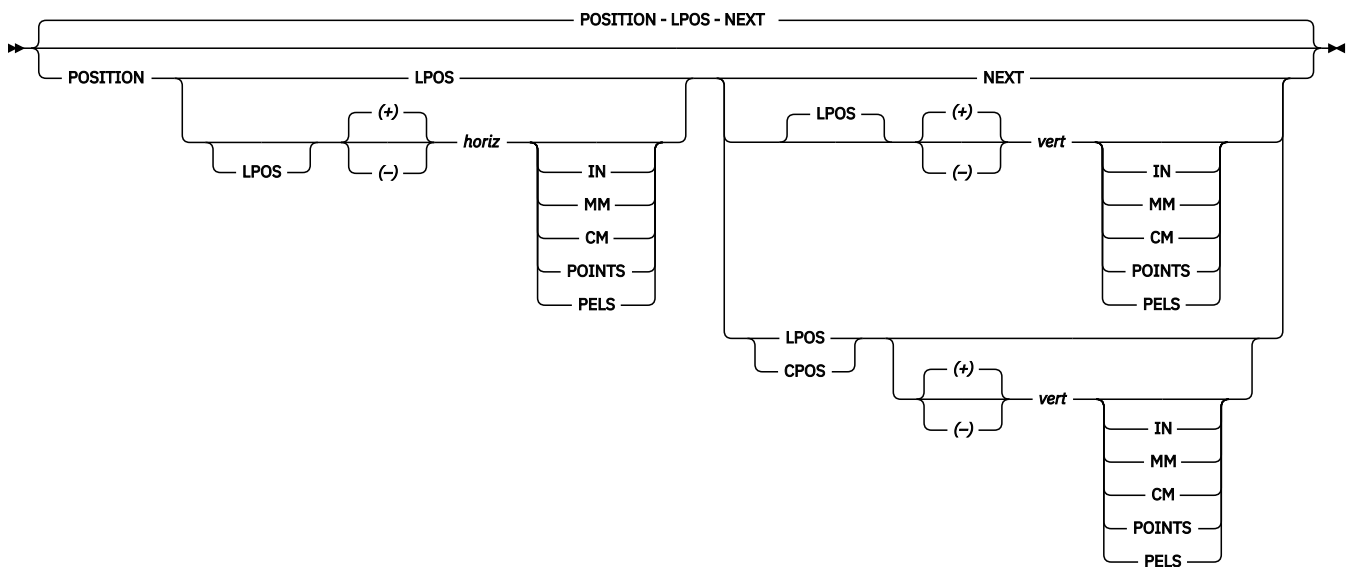 POSITION - LPOS - NEXT
POSITION LPOS NEXT
(+) LPOS (+)
horiz vert
LPOS (–) IN (–) IN
MM MM
CM CM
POINTS POINTS
PELS PELS
LPOS
CPOS (+)
vert
(–) IN
MM
CM
POINTS
PELS